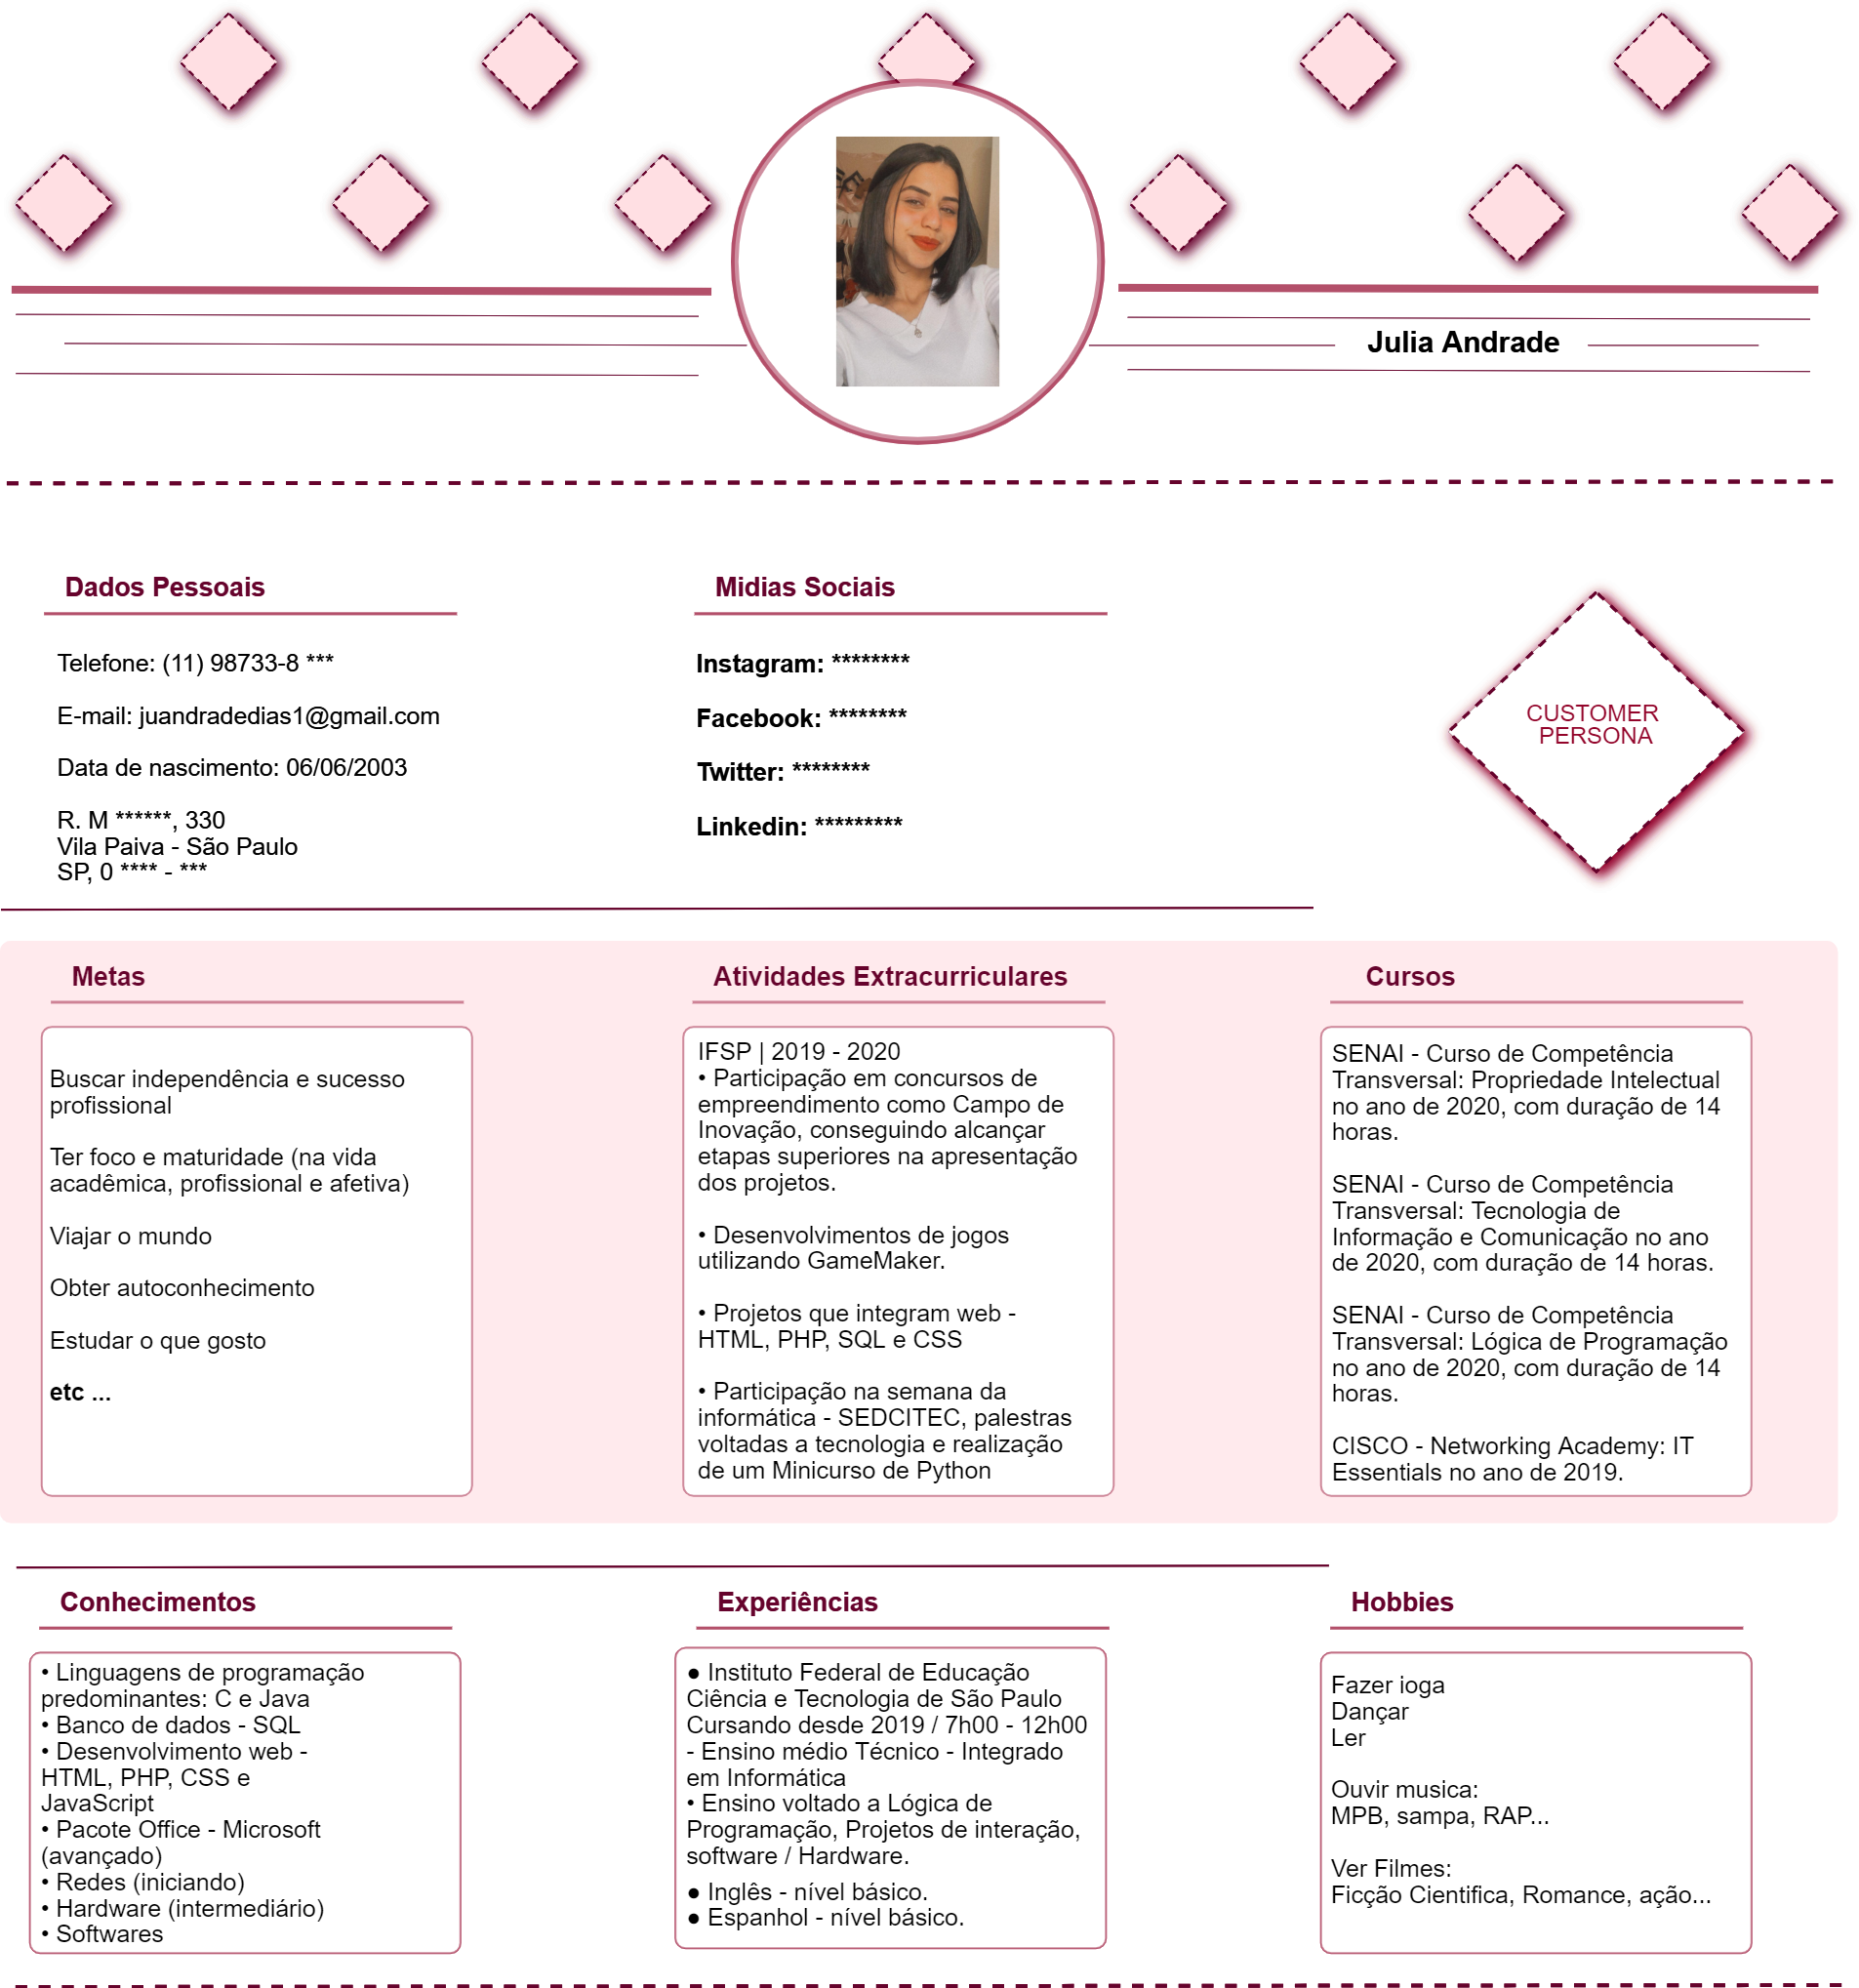 Julia Andrade
Dados Pessoais
Telefone: (11) 98733-8 ***
E-mail: juandradedias1@gmail.com
Data de nascimento: 06/06/2003
R. M ******, 330
Vila Paiva - São Paulo
SP, 0 **** - ***
Midias Sociais
Instagram: ********
Facebook: ********
Twitter: ********
Linkedin: *********
CUSTOMER
PERSONA
Metas
Buscar independência e sucesso
profissional
Ter foco e maturidade (na vida
acadêmica, profissional e afetiva)
Viajar o mundo
Obter autoconhecimento
Estudar o que gosto
etc ...
Atividades Extracurriculares
IFSP | 2019 - 2020
• Participação em concursos de
empreendimento como Campo de
Inovação, conseguindo alcançar
etapas superiores na apresentação
dos projetos.
• Desenvolvimentos de jogos
utilizando GameMaker.
• Projetos que integram web -
HTML, PHP, SQL e CSS
• Participação na semana da
informática - SEDCITEC, palestras
voltadas a tecnologia e realização
de um Minicurso de Python
Cursos
SENAI - Curso de Competência
Transversal: Propriedade Intelectual
no ano de 2020, com duração de 14
horas.
SENAI - Curso de Competência
Transversal: Tecnologia de
Informação e Comunicação no ano
de 2020, com duração de 14 horas.
SENAI - Curso de Competência
Transversal: Lógica de Programação
no ano de 2020, com duração de 14
horas.
CISCO - Networking Academy: IT
Essentials no ano de 2019.
Conhecimentos
• Linguagens de programação
predominantes: C e Java
• Banco de dados - SQL
• Desenvolvimento web -
HTML, PHP, CSS e
JavaScript
• Pacote Office - Microsoft
(avançado)
• Redes (iniciando)
• Hardware (intermediário)
• Softwares
Experiências
● Instituto Federal de Educação
Ciência e Tecnologia de São Paulo
Cursando desde 2019 / 7h00 - 12h00
- Ensino médio Técnico - Integrado
em Informática
• Ensino voltado a Lógica de
Programação, Projetos de interação,
software / Hardware.
● Inglês - nível básico.
● Espanhol - nível básico.
Hobbies
Fazer ioga
Dançar
Ler
Ouvir musica:
MPB, sampa, RAP...
Ver Filmes:
Ficção Cientifica, Romance, ação...